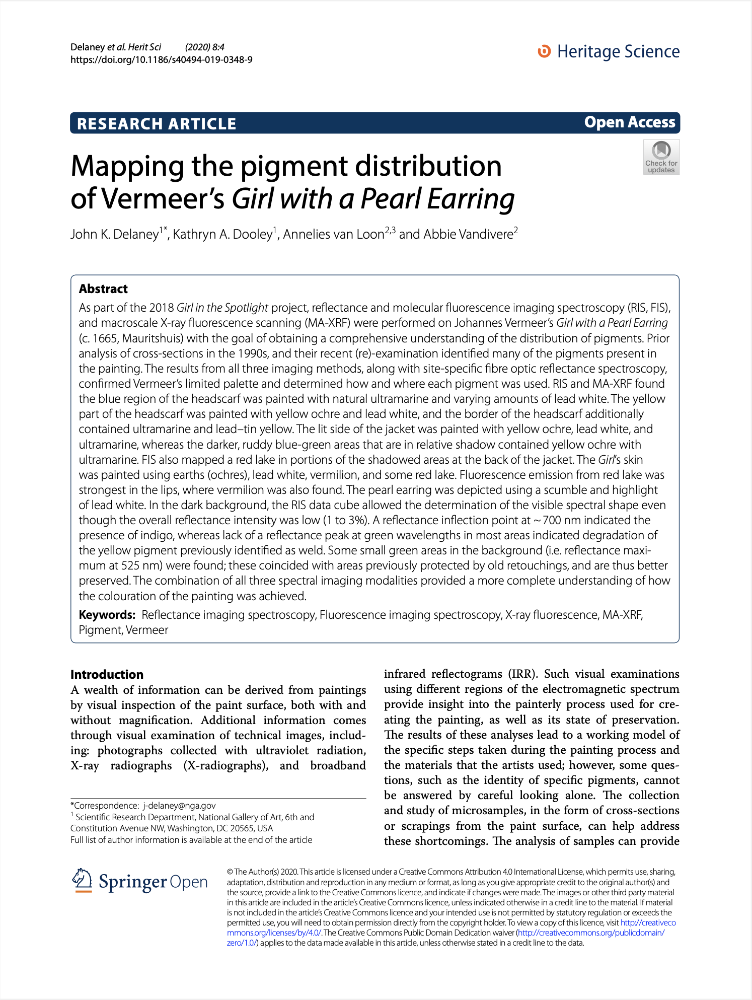 Delaney et al. Herit Sci (2020) 8:4
https://doi.org/10.1186/s40494-019-0348-9
Heritage Science
RESEARCH ARTICLE
Open Access
Check for
updates
Mapping the pigment distribution
of Vermeer’s Girl with a Pearl Earring
John K. Delaney1*, Kathryn A. Dooley1, Annelies van Loon2,3 and Abbie Vandivere2
Abstract
As part of the 2018 Girl in the Spotlight project, reflectance and molecular fluorescence imaging spectroscopy (RIS, FIS),
and macroscale X-ray fluorescence scanning (MA-XRF) were performed on Johannes Vermeer’s Girl with a Pearl Earring
(c. 1665, Mauritshuis) with the goal of obtaining a comprehensive understanding of the distribution of pigments. Prior
analysis of cross-sections in the 1990s, and their recent (re)-examination identified many of the pigments present in
the painting. The results from all three imaging methods, along with site-specific fibre optic reflectance spectroscopy,
confirmed Vermeer’s limited palette and determined how and where each pigment was used. RIS and MA-XRF found
the blue region of the headscarf was painted with natural ultramarine and varying amounts of lead white. The yellow
part of the headscarf was painted with yellow ochre and lead white, and the border of the headscarf additionally
contained ultramarine and lead–tin yellow. The lit side of the jacket was painted with yellow ochre, lead white, and
ultramarine, whereas the darker, ruddy blue-green areas that are in relative shadow contained yellow ochre with
ultramarine. FIS also mapped a red lake in portions of the shadowed areas at the back of the jacket. The Girl’s skin
was painted using earths (ochres), lead white, vermilion, and some red lake. Fluorescence emission from red lake was
strongest in the lips, where vermilion was also found. The pearl earring was depicted using a scumble and highlight
of lead white. In the dark background, the RIS data cube allowed the determination of the visible spectral shape even
though the overall reflectance intensity was low (1 to 3%). A reflectance inflection point at ~ 700 nm indicated the
presence of indigo, whereas lack of a reflectance peak at green wavelengths in most areas indicated degradation of
the yellow pigment previously identified as weld. Some small green areas in the background (i.e. reflectance maxi-
mum at 525 nm) were found; these coincided with areas previously protected by old retouchings, and are thus better
preserved. The combination of all three spectral imaging modalities provided a more complete understanding of how
the colouration of the painting was achieved.
Keywords: Reflectance imaging spectroscopy, Fluorescence imaging spectroscopy, X-ray fluorescence, MA-XRF,
Pigment, Vermeer
Introduction
A wealth of information can be derived from paintings
by visual inspection of the paint surface, both with and
without magnification. Additional information comes
through visual examination of technical images, includ-
ing: photographs collected with ultraviolet radiation,
X-ray radiographs (X-radiographs), and broadband
infrared reflectograms (IRR). Such visual examinations
using different regions of the electromagnetic spectrum
provide insight into the painterly process used for cre-
ating the painting, as well as its state of preservation.
The results of these analyses lead to a working model of
the specific steps taken during the painting process and
the materials that the artists used; however, some ques-
tions, such as the identity of specific pigments, cannot
be answered by careful looking alone. The collection
and study of microsamples, in the form of cross-sections
or scrapings from the paint surface, can help address
these shortcomings. The analysis of samples can provide
*Correspondence: j-delaney@nga.gov
1 Scientific Research Department, National Gallery of Art, 6th and
Constitution Avenue NW, Washington, DC 20565, USA
Full list of author information is available at the end of the article
Springer Open
© The Author(s) 2020. This article is licensed under a Creative Commons Attribution 4.0 International License, which permits use, sharing,
adaptation, distribution and reproduction in any medium or format, as long as you give appropriate credit to the original author(s) and
the source, provide a link to the Creative Commons licence, and indicate if changes were made. The images or other third party material
in this article are included in the article’s Creative Commons licence, unless indicated otherwise in a credit line to the material. If material
is not included in the article’s Creative Commons licence and your intended use is not permitted by statutory regulation or exceeds the
permitted use, you will need to obtain permission directly from the copyright holder. To view a copy of this licence, visit http://creativeco
mmons.org/licenses/by/4.0/. The Creative Commons Public Domain Dedication waiver (http://creativecommons.org/publicdomain/
zero/1.0/) applies to the data made available in this article, unless otherwise stated in a credit line to the data.